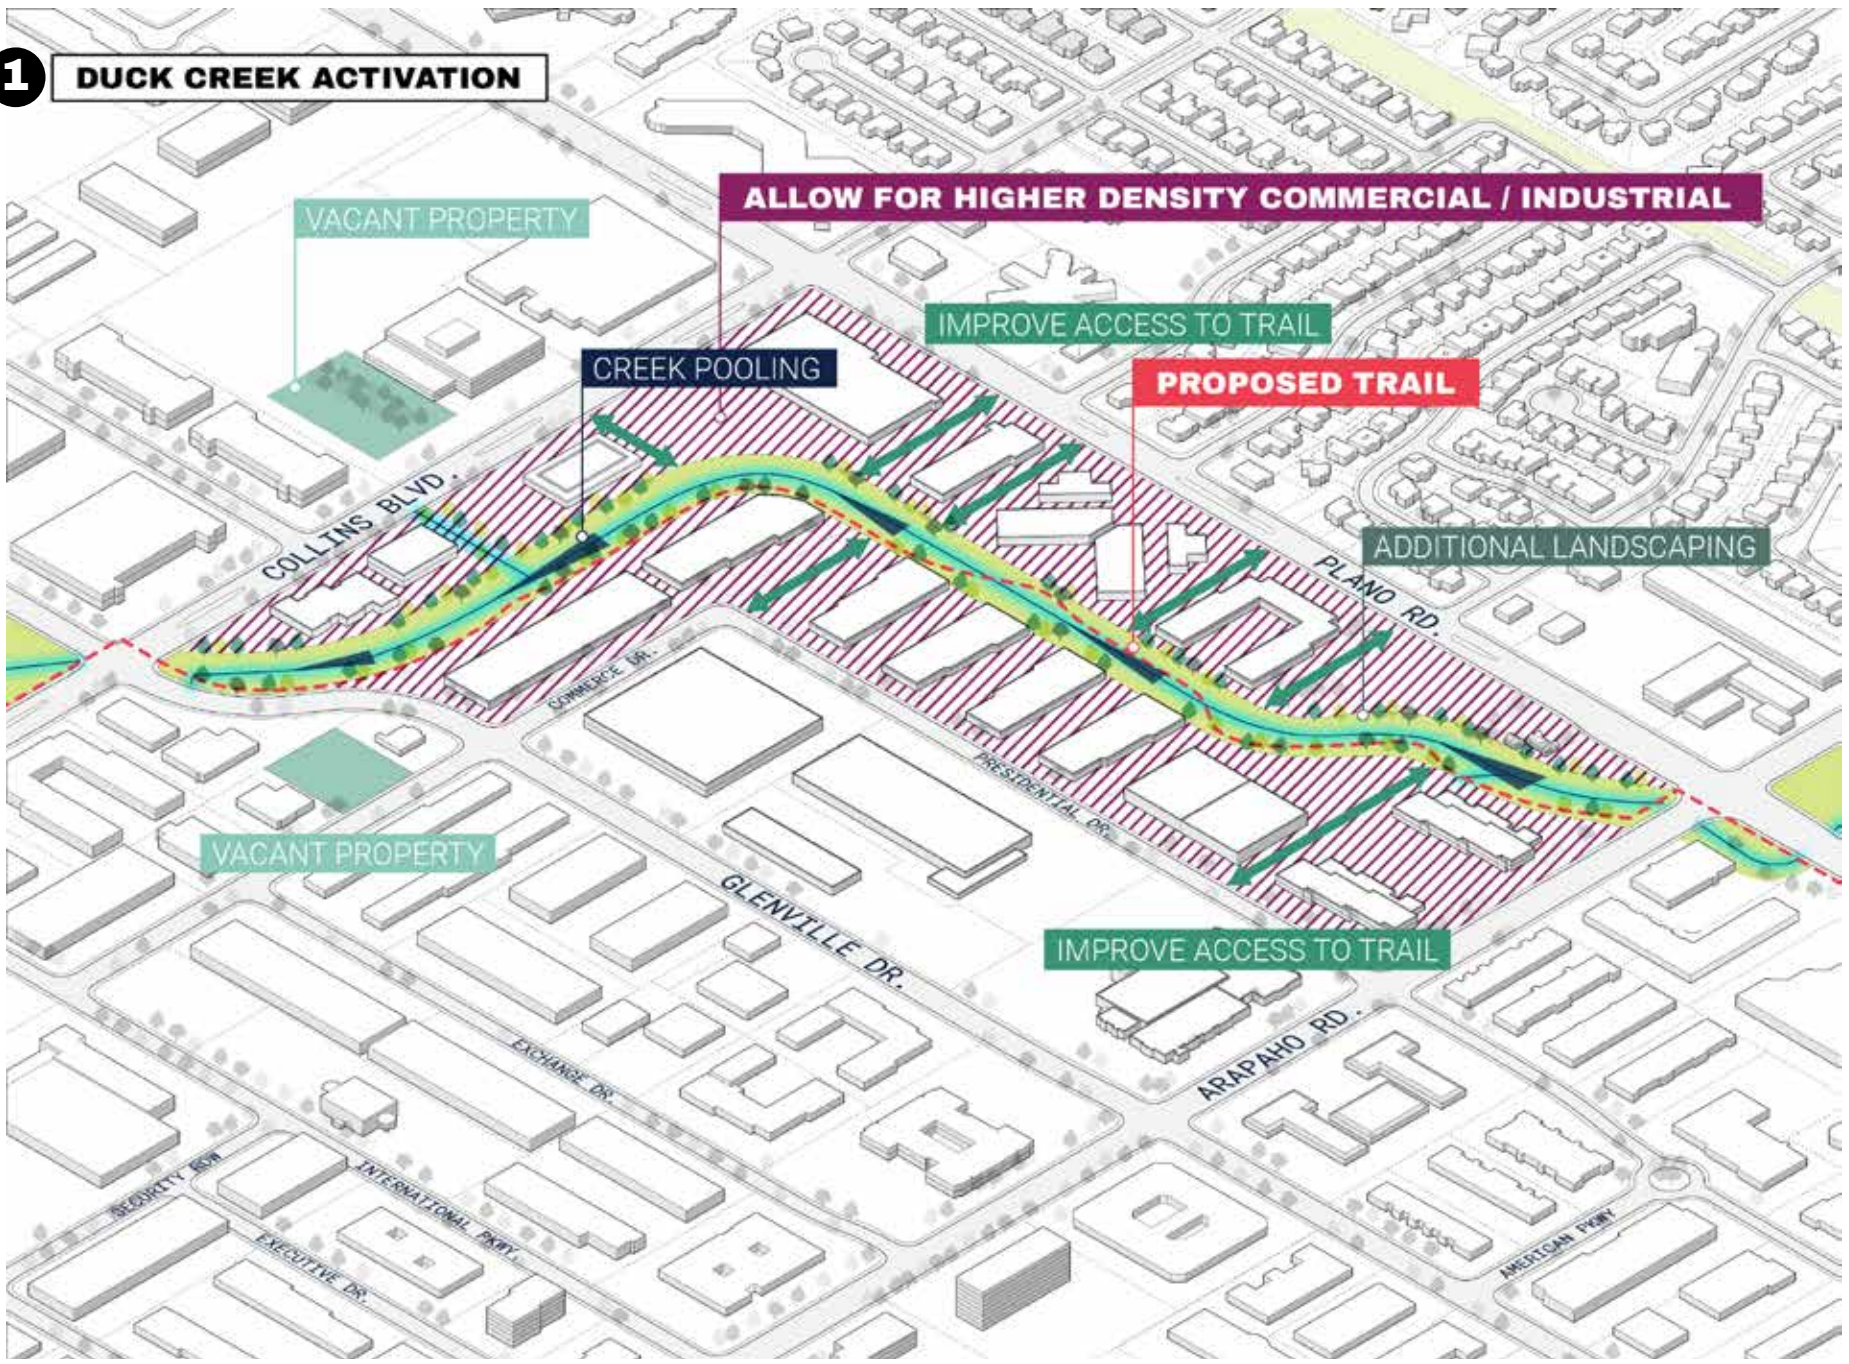 1
DUCK CREEK ACTIVATION
ALLOW FOR HIGHER DENSITY COMMERCIAL / INDUSTRIAL
VACANT PROPERTY
IMPROVE ACCESS TO TRAIL
CREEK POOLING
PROPOSED TRAIL
COLLINS BLVD.
ADDITIONAL LANDSCAPING
PLANO RD.
COMMERCE DR.
PRESIDENTIAL DR.
VACANT PROPERTY
GLENVILLE DR.
IMPROVE ACCESS TO TRAIL
ARAPAHO RD.
EXCHANGE DR.
SECURITY ROW
INTERNATIONAL PKWY.
EXECUTIVE DR.
AMERICAN PKWY